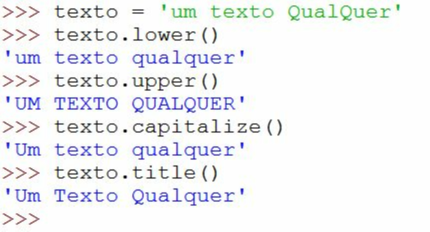 >>> texto = 'um texto QualQuer'
>>> texto.lower()
'um texto qualquer'
>>> texto.upper()
'UM TEXTO QUALQUER'
>>> texto.capitalize()
'Um texto qualquer'
>>> texto.title()
'Um Texto Qualquer'
>>>